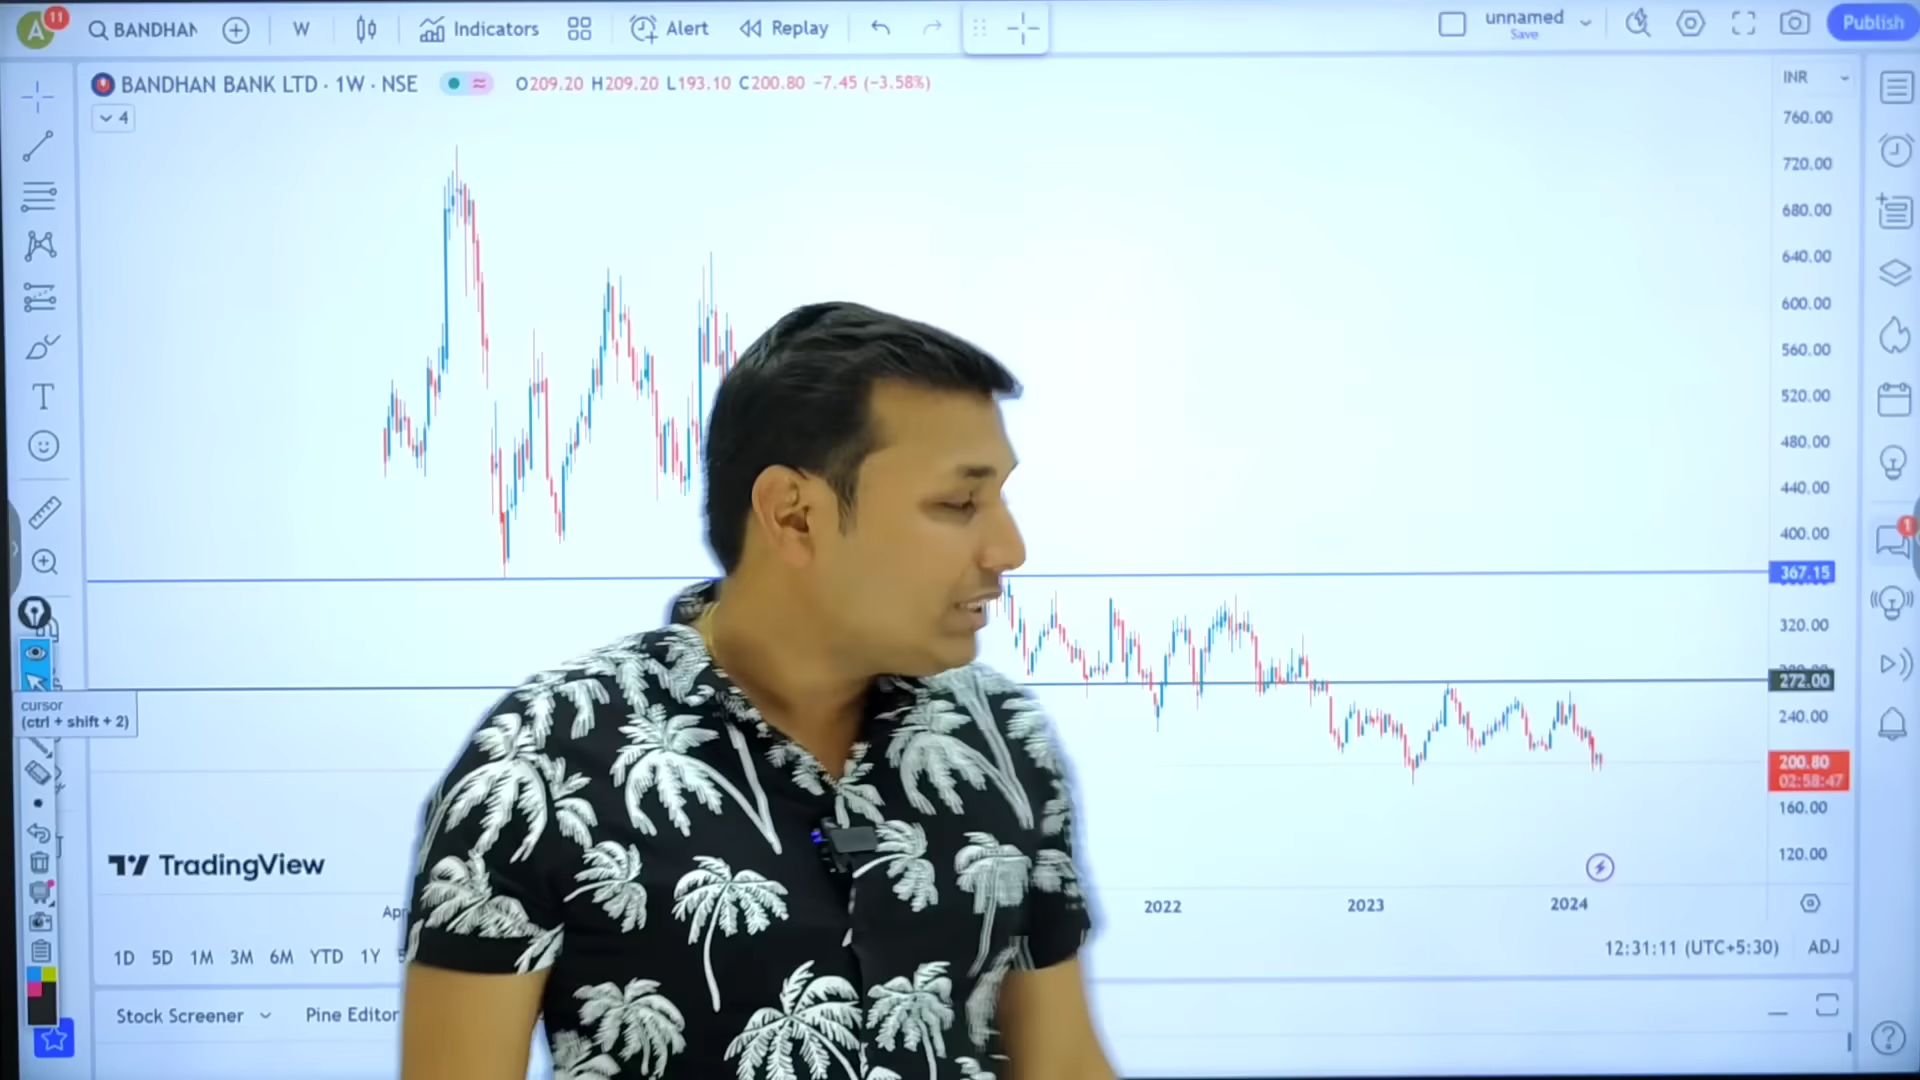 A 11 BANDHAN W Indicators Alert Replay unnamed Save Publish
BANDHAN BANK LTD · 1W · NSE O209.20 H209.20 L193.10 C200.80 −7.45 (−3.58%) INR
4
760.00
720.00
680.00
640.00
600.00
560.00
520.00
480.00
440.00
400.00
367.15
320.00
272.00
240.00
200.80
02:58:47
160.00
120.00
1
cursor
(ctrl + shift + 2)
TradingView
Apr 2022 2023 2024
1D 5D 1M 3M 6M YTD 1Y 12:31:11 (UTC+5:30) ADJ
Stock Screener Pine Editor